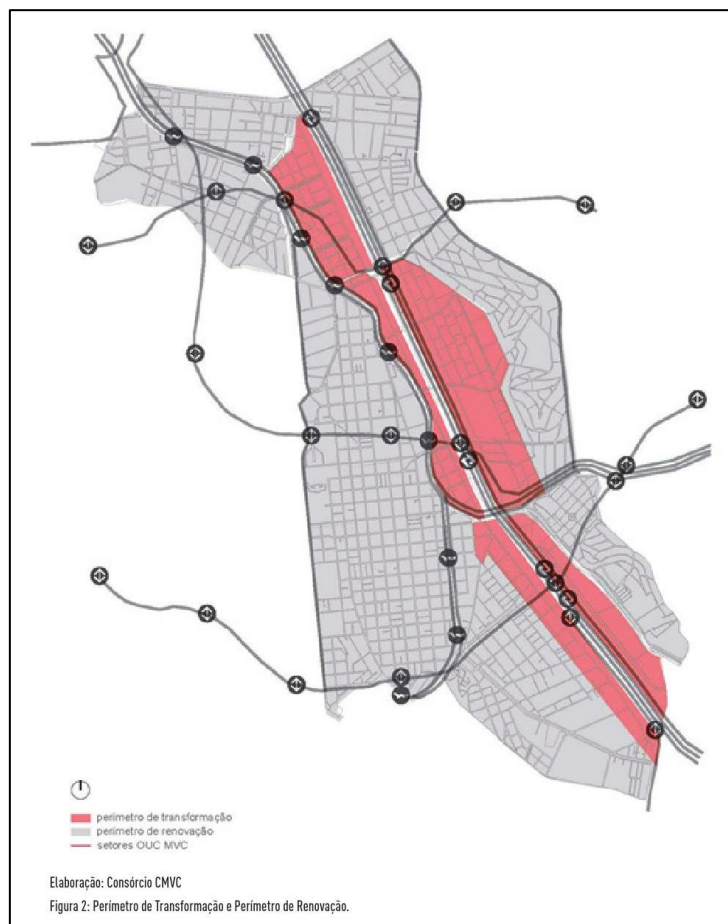 perímetro de transformação
perímetro de renovação
setores OUC MVC
Elaboração: Consórcio CMVC
Figura 2: Perímetro de Transformação e Perímetro de Renovação.